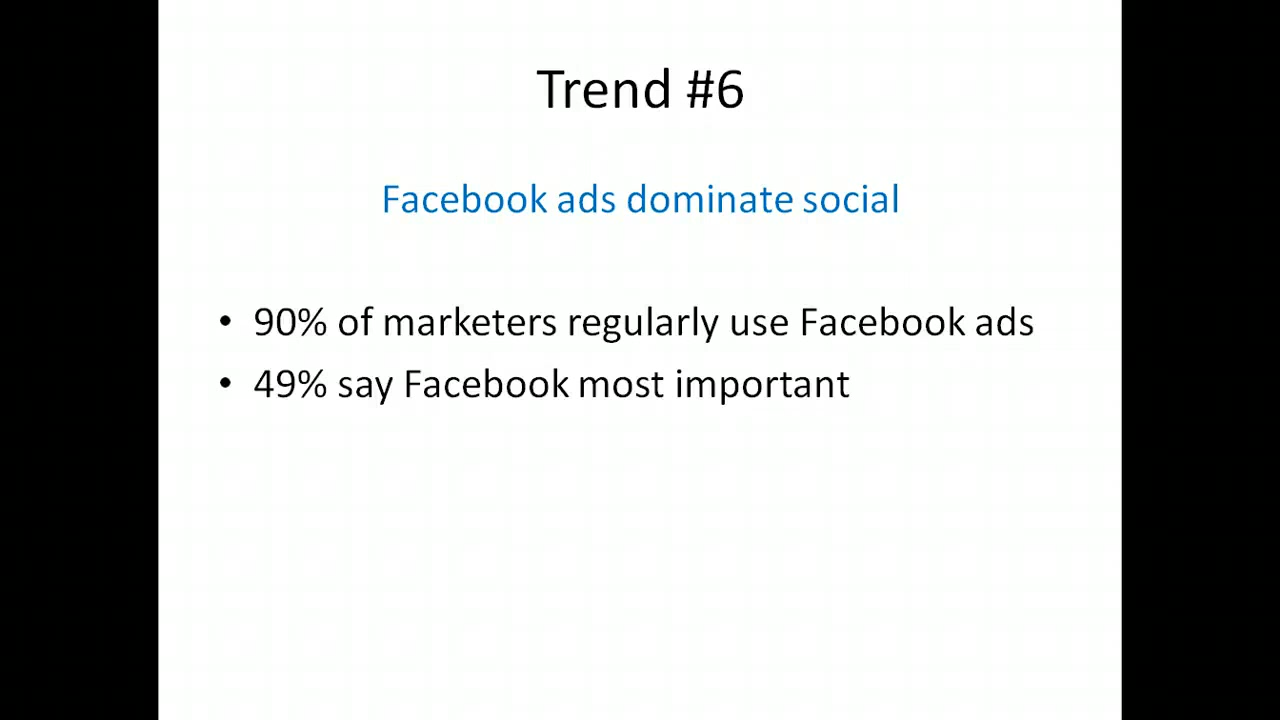 Trend #6
Facebook ads dominate social
• 90% of marketers regularly use Facebook ads
• 49% say Facebook most important